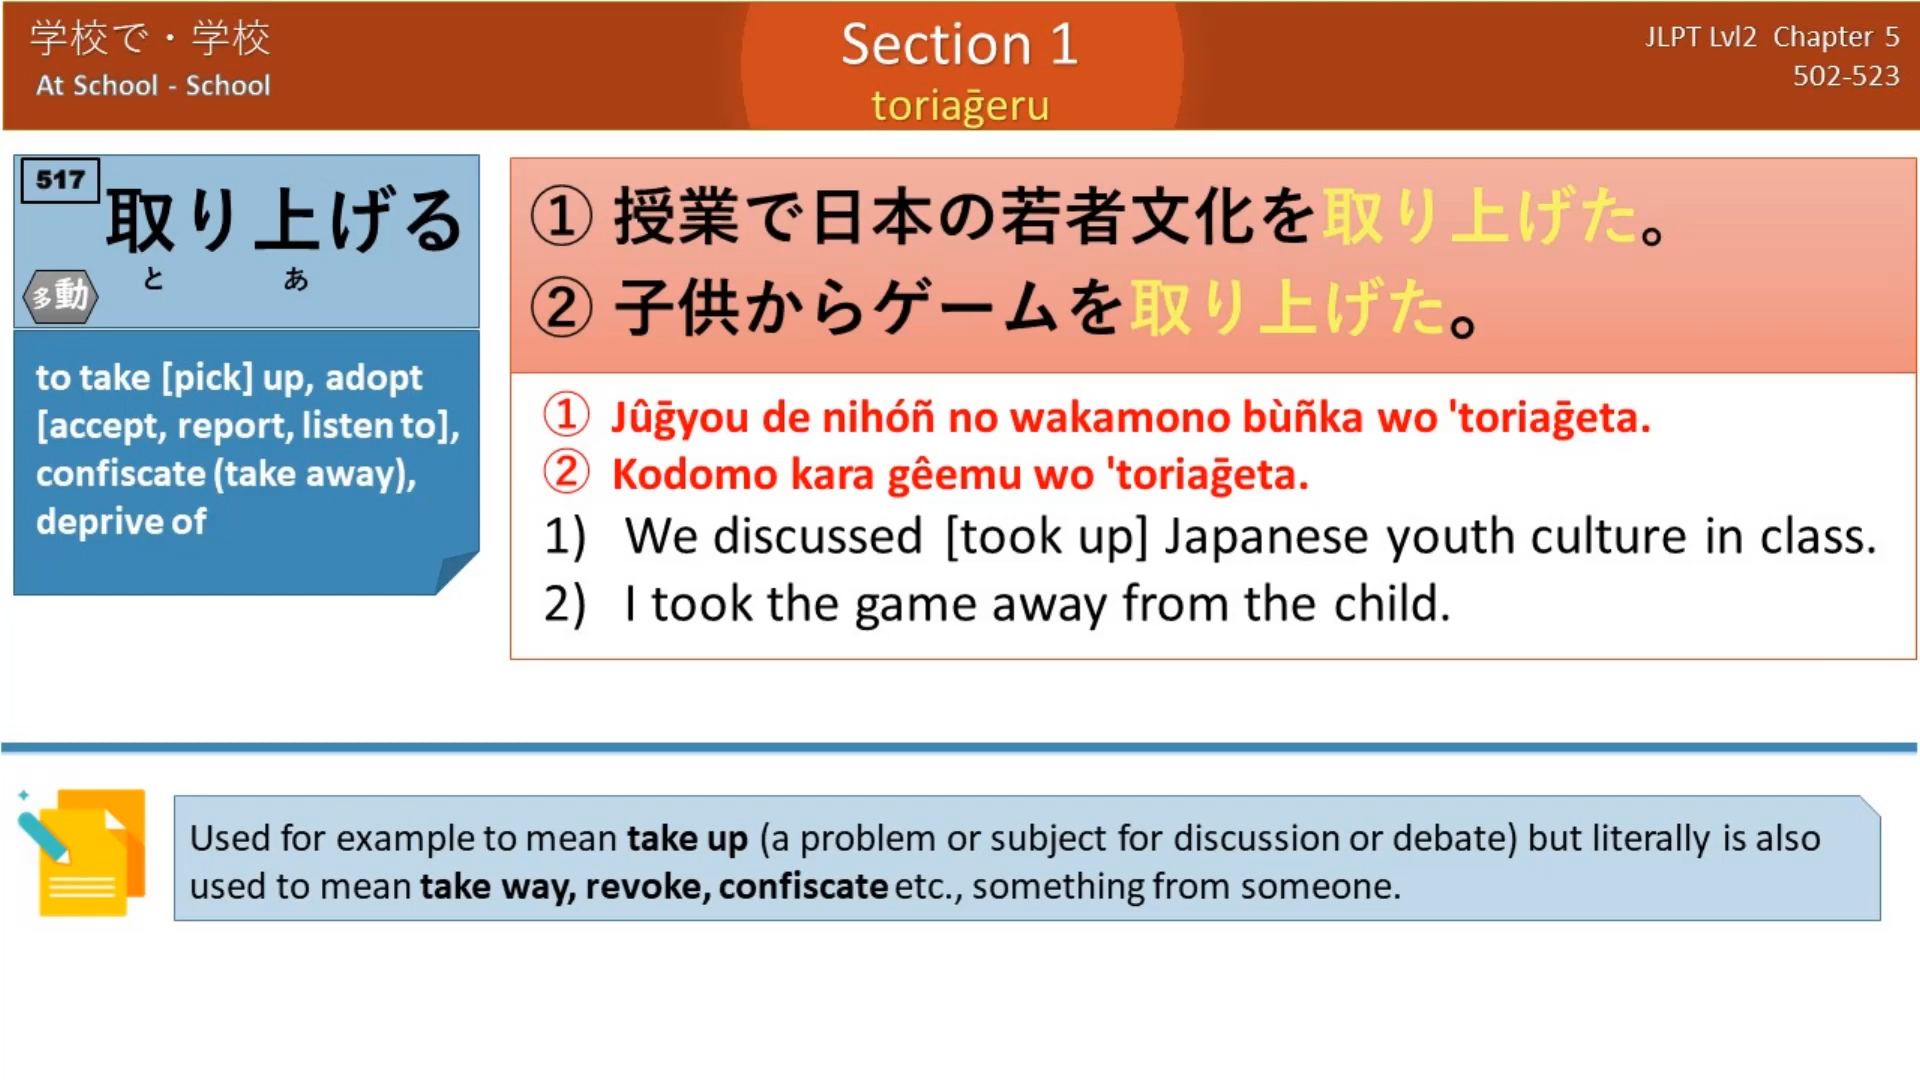 学校で・学校
At School - School
Section 1
toriaḡeru
JLPT Lvl2 Chapter 5
502-523
517
取り上げる
と あ
多動
to take [pick] up, adopt
[accept, report, listen to],
confiscate (take away),
deprive of
① 授業で日本の若者文化を取り上げた。
② 子供からゲームを取り上げた。
① Jûḡyou de nihóñ no wakamono bùñka wo 'toriaḡeta.
② Kodomo kara gêemu wo 'toriaḡeta.
1) We discussed [took up] Japanese youth culture in class.
2) I took the game away from the child.
Used for example to mean take up (a problem or subject for discussion or debate) but literally is also
used to mean take way, revoke, confiscate etc., something from someone.